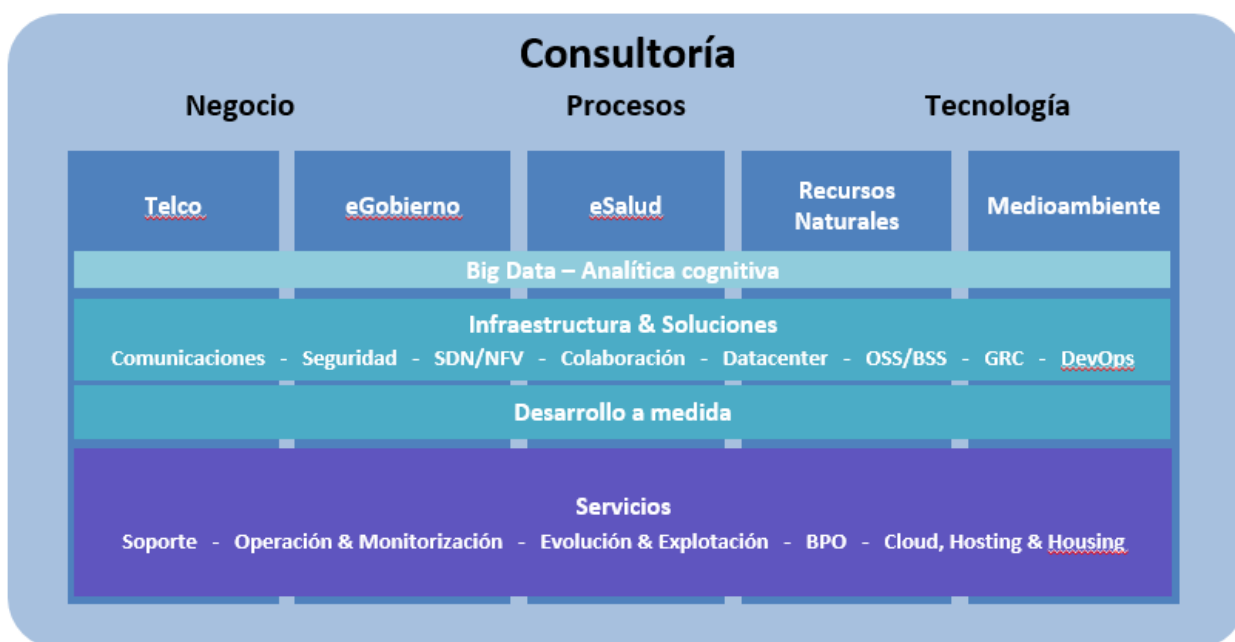 Consultoría
Negocio Procesos Tecnología
Telco eGobierno eSalud Recursos Naturales Medioambiente
Big Data – Analítica cognitiva
Infraestructura & Soluciones
Comunicaciones - Seguridad - SDN/NFV - Colaboración - Datacenter - OSS/BSS - GRC - DevOps
Desarrollo a medida
Servicios
Soporte - Operación & Monitorización - Evolución & Explotación - BPO - Cloud, Hosting & Housing